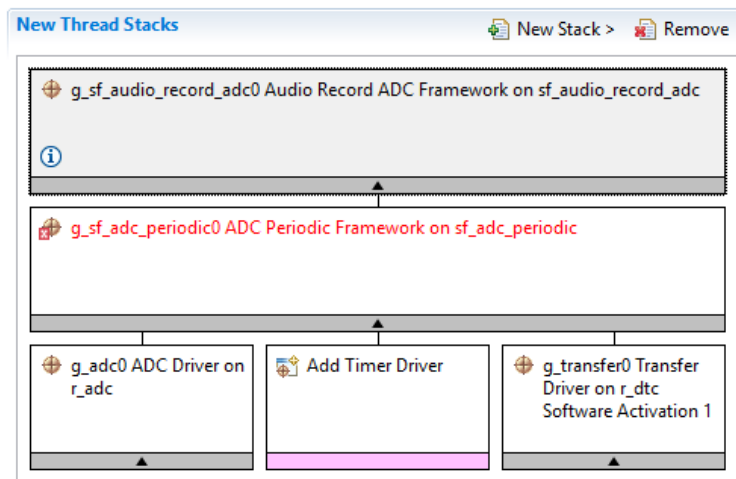 New Thread Stacks
New Stack >
Remove
g_sf_audio_record_adc0 Audio Record ADC Framework on sf_audio_record_adc
g_sf_adc_periodic0 ADC Periodic Framework on sf_adc_periodic
g_adc0 ADC Driver on
r_adc
Add Timer Driver
g_transfer0 Transfer
Driver on r_dtc
Software Activation 1